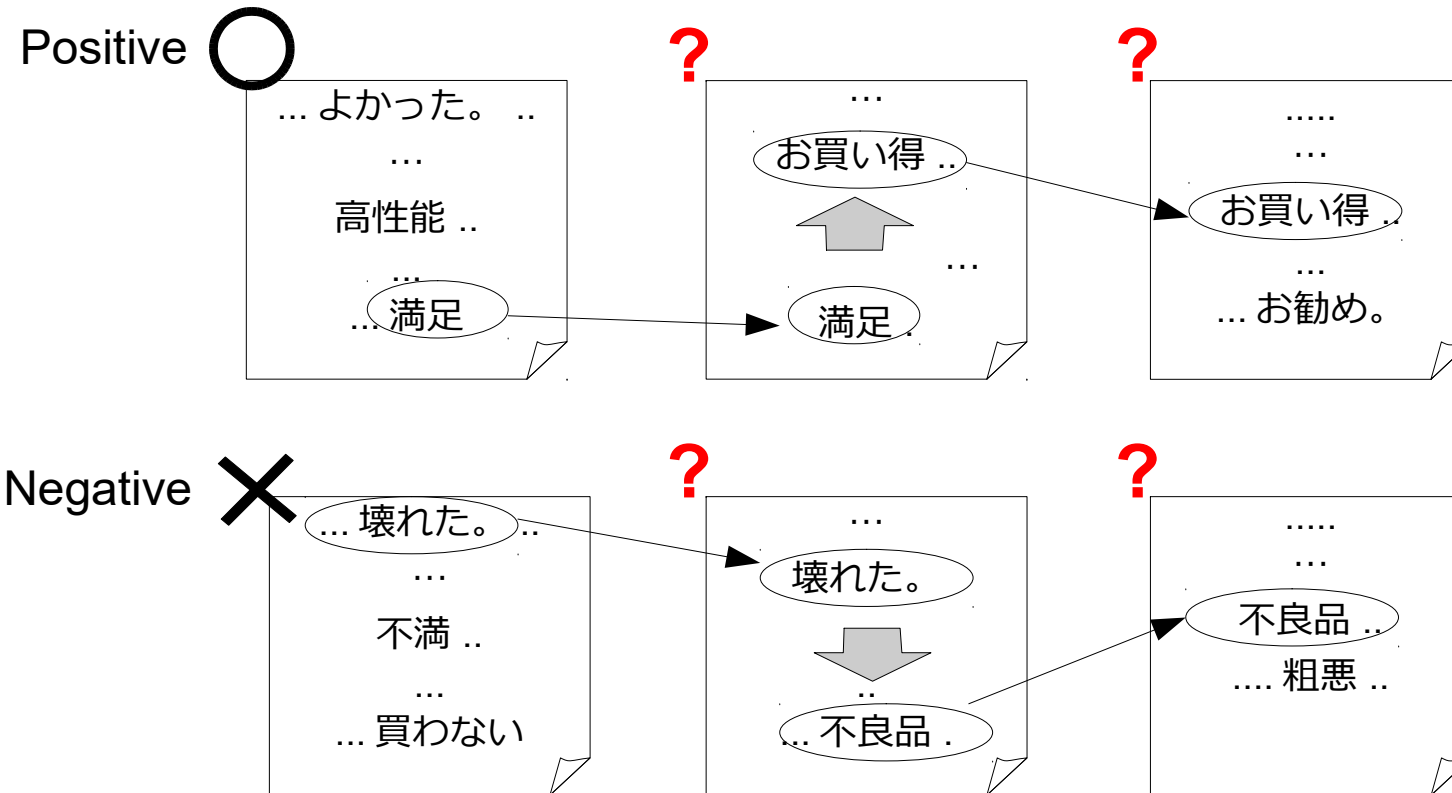 Positive
... よかった。 ..
...
高性能 ..
...
... 満足
?
...
お買い得 ..
...
満足 .
?
.....
...
お買い得 ..
...
... お勧め。
Negative
... 壊れた。 ..
...
不満 ..
...
... 買わない
?
...
壊れた。
..
... 不良品 .
?
.....
...
不良品 ..
.... 粗悪 ..